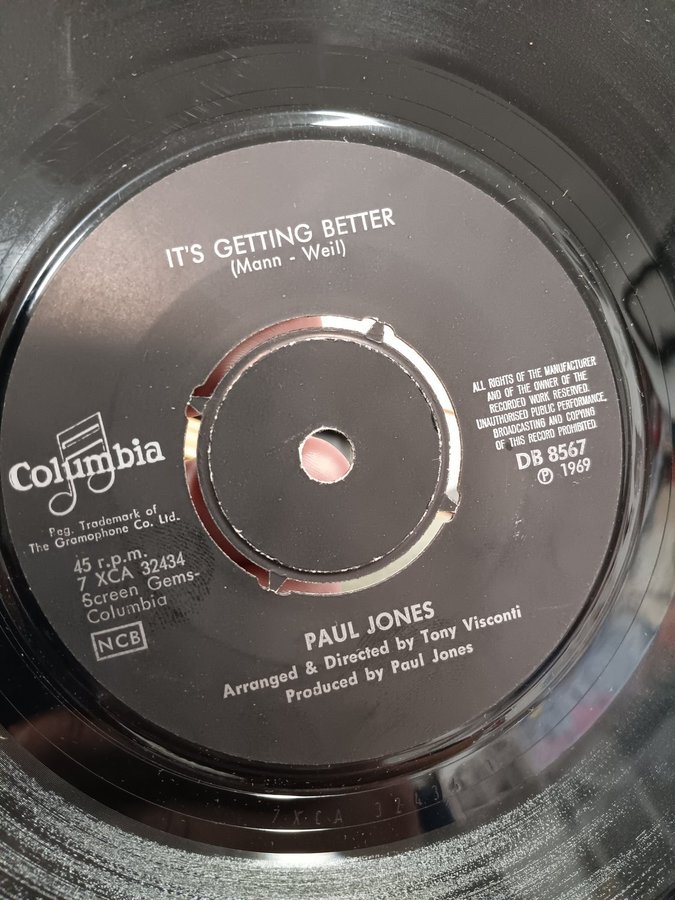 IT'S GETTING BETTER
(Mann - Weil)
Columbia
Reg. Trademark of
The Gramophone Co. Ltd.
45 r.p.m.
7 XCA 32434
Screen Gems-
Columbia
NCB
ALL RIGHTS OF THE MANUFACTURER
AND OF THE OWNER OF THE
RECORDED WORK RESERVED.
UNAUTHORISED PUBLIC PERFORMANCE,
BROADCASTING AND COPYING
OF THIS RECORD PROHIBITED
DB 8567
℗ 1969
PAUL JONES
Arranged & Directed by Tony Visconti
Produced by Paul Jones
7XCA 32434 1